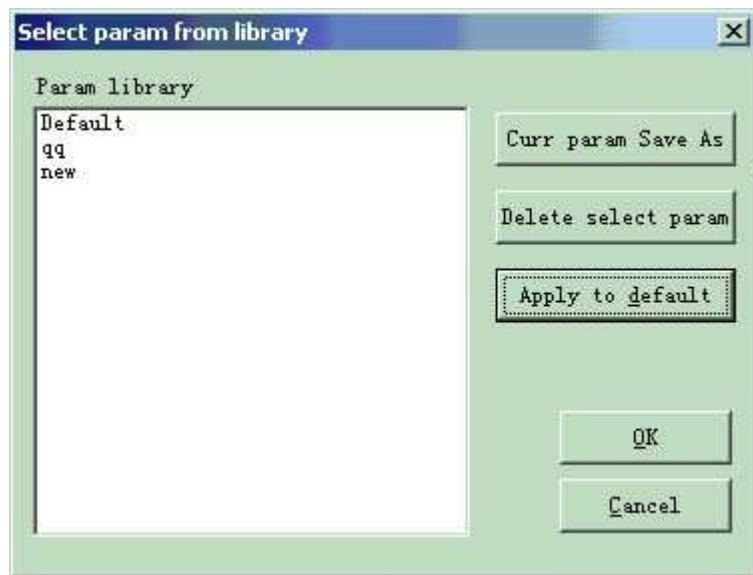 Select param from library
Param library
Default
qq
new
Curr param Save As
Delete select param
Apply to default
OK
Cancel